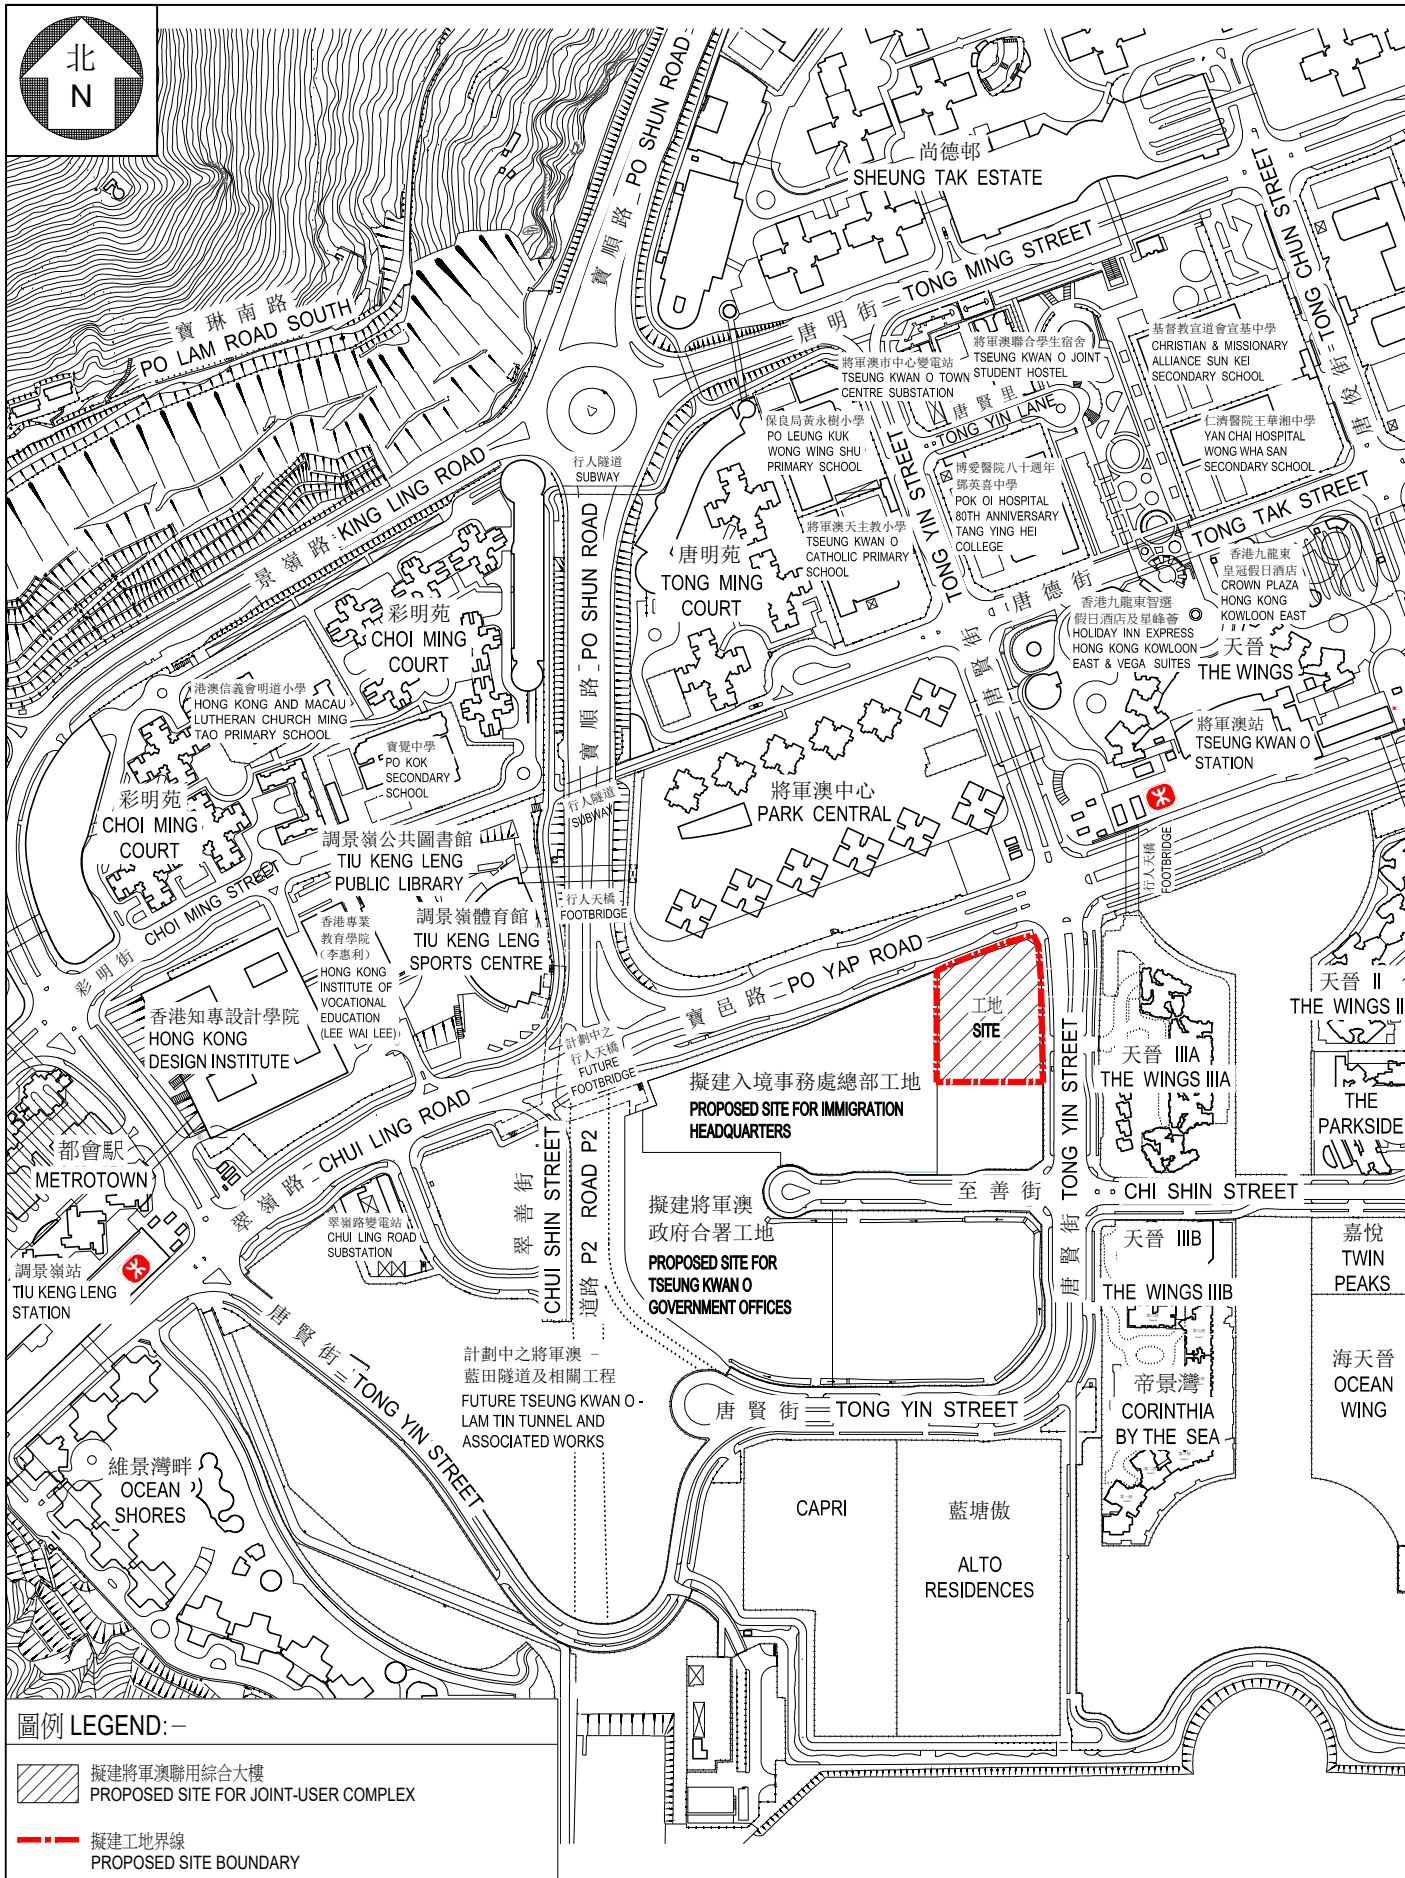 北
N
寶順路 PO SHUN ROAD
尚德邨
SHEUNG TAK ESTATE
唐俊街 TONG CHUN STREET
唐明街 TONG MING STREET
寶琳南路
PO LAM ROAD SOUTH
基督教宣道會宣基中學
CHRISTIAN & MISSIONARY
ALLIANCE SUN KEI
SECONDARY SCHOOL
將軍澳聯合學生宿舍
TSEUNG KWAN O JOINT
STUDENT HOSTEL
將軍澳市中心變電站
TSEUNG KWAN O TOWN
CENTRE SUBSTATION
唐賢里
TONG YIN LANE
保良局黃永樹小學
PO LEUNG KUK
WONG WING SHU
PRIMARY SCHOOL
仁濟醫院王華湘中學
YAN CHAI HOSPITAL
WONG WHA SAN
SECONDARY SCHOOL
行人隧道
SUBWAY
景嶺路 KING LING ROAD
博愛醫院八十週年
鄧英喜中學
POK OI HOSPITAL
80TH ANNIVERSARY
TANG YING HEI
COLLEGE
將軍澳天主教小學
TSEUNG KWAN O
CATHOLIC PRIMARY
SCHOOL
唐賢街 TONG YIN STREET
唐德街 TONG TAK STREET
唐明苑
TONG MING
COURT
寶順路 PO SHUN ROAD
香港九龍東
皇冠假日酒店
CROWN PLAZA
HONG KONG
KOWLOON EAST
香港九龍東智選
假日酒店及星峰薈
HOLIDAY INN EXPRESS
HONG KONG KOWLOON
EAST & VEGA SUITES
天晉
THE WINGS
彩明苑
CHOI MING
COURT
港澳信義會明道小學
HONG KONG AND MACAU
LUTHERAN CHURCH MING
TAO PRIMARY SCHOOL
寶覺中學
PO KOK
SECONDARY
SCHOOL
將軍澳站
TSEUNG KWAN O
STATION
彩明苑
CHOI MING
COURT
將軍澳中心
PARK CENTRAL
行人隧道
SUBWAY
行人天橋
FOOTBRIDGE
調景嶺公共圖書館
TIU KENG LENG
PUBLIC LIBRARY
彩明街
CHOI MING STREET
行人天橋
FOOTBRIDGE
調景嶺體育館
TIU KENG LENG
SPORTS CENTRE
香港專業
教育學院
(李惠利)
HONG KONG
INSTITUTE OF
VOCATIONAL
EDUCATION
(LEE WAI LEE)
寶邑路 PO YAP ROAD
工地
SITE
天晉 II
THE WINGS II
香港知專設計學院
HONG KONG
DESIGN INSTITUTE
計劃中之
行人天橋
FUTURE
FOOTBRIDGE
天晉 IIIA
THE WINGS IIIA
擬建入境事務處總部工地
PROPOSED SITE FOR IMMIGRATION
HEADQUARTERS
THE
PARKSIDE
都會駅
METROTOWN
翠嶺路 CHUI LING ROAD
翠善街
CHUI SHIN STREET
道路 P2 ROAD P2
唐賢街 TONG YIN STREET
至善街 CHI SHIN STREET
擬建將軍澳
政府合署工地
PROPOSED SITE FOR
TSEUNG KWAN O
GOVERNMENT OFFICES
翠嶺路變電站
CHUI LING ROAD
SUBSTATION
天晉 IIIB
THE WINGS IIIB
嘉悅
TWIN
PEAKS
調景嶺站
TIU KENG LENG
STATION
唐賢街 TONG YIN STREET
計劃中之將軍澳 -
藍田隧道及相關工程
FUTURE TSEUNG KWAN O -
LAM TIN TUNNEL AND
ASSOCIATED WORKS
唐賢街 TONG YIN STREET
帝景灣
CORINTHIA
BY THE SEA
海天晉
OCEAN
WING
維景灣畔
OCEAN
SHORES
CAPRI
藍塘傲
ALTO
RESIDENCES
圖例 LEGEND:-
擬建將軍澳聯用綜合大樓
PROPOSED SITE FOR JOINT-USER COMPLEX
擬建工地界線
PROPOSED SITE BOUNDARY